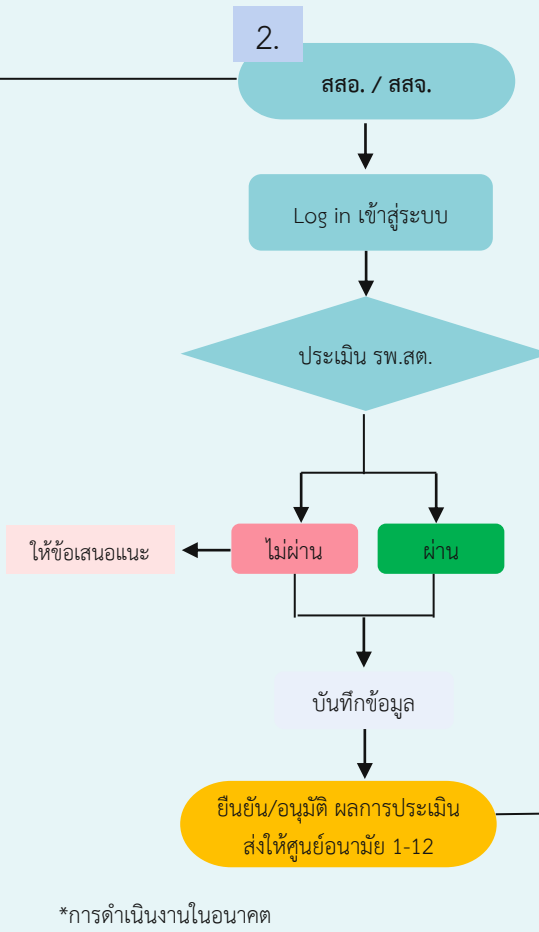 2.
สสอ. / สสจ.
Log in เข้าสู่ระบบ
ประเมิน รพ.สต.
ให้ข้อเสนอแนะ
ไม่ผ่าน
ผ่าน
บันทึกข้อมูล
ยืนยัน/อนุมัติ ผลการประเมิน
ส่งให้ศูนย์อนามัย 1-12
*การดำเนินงานในอนาคต